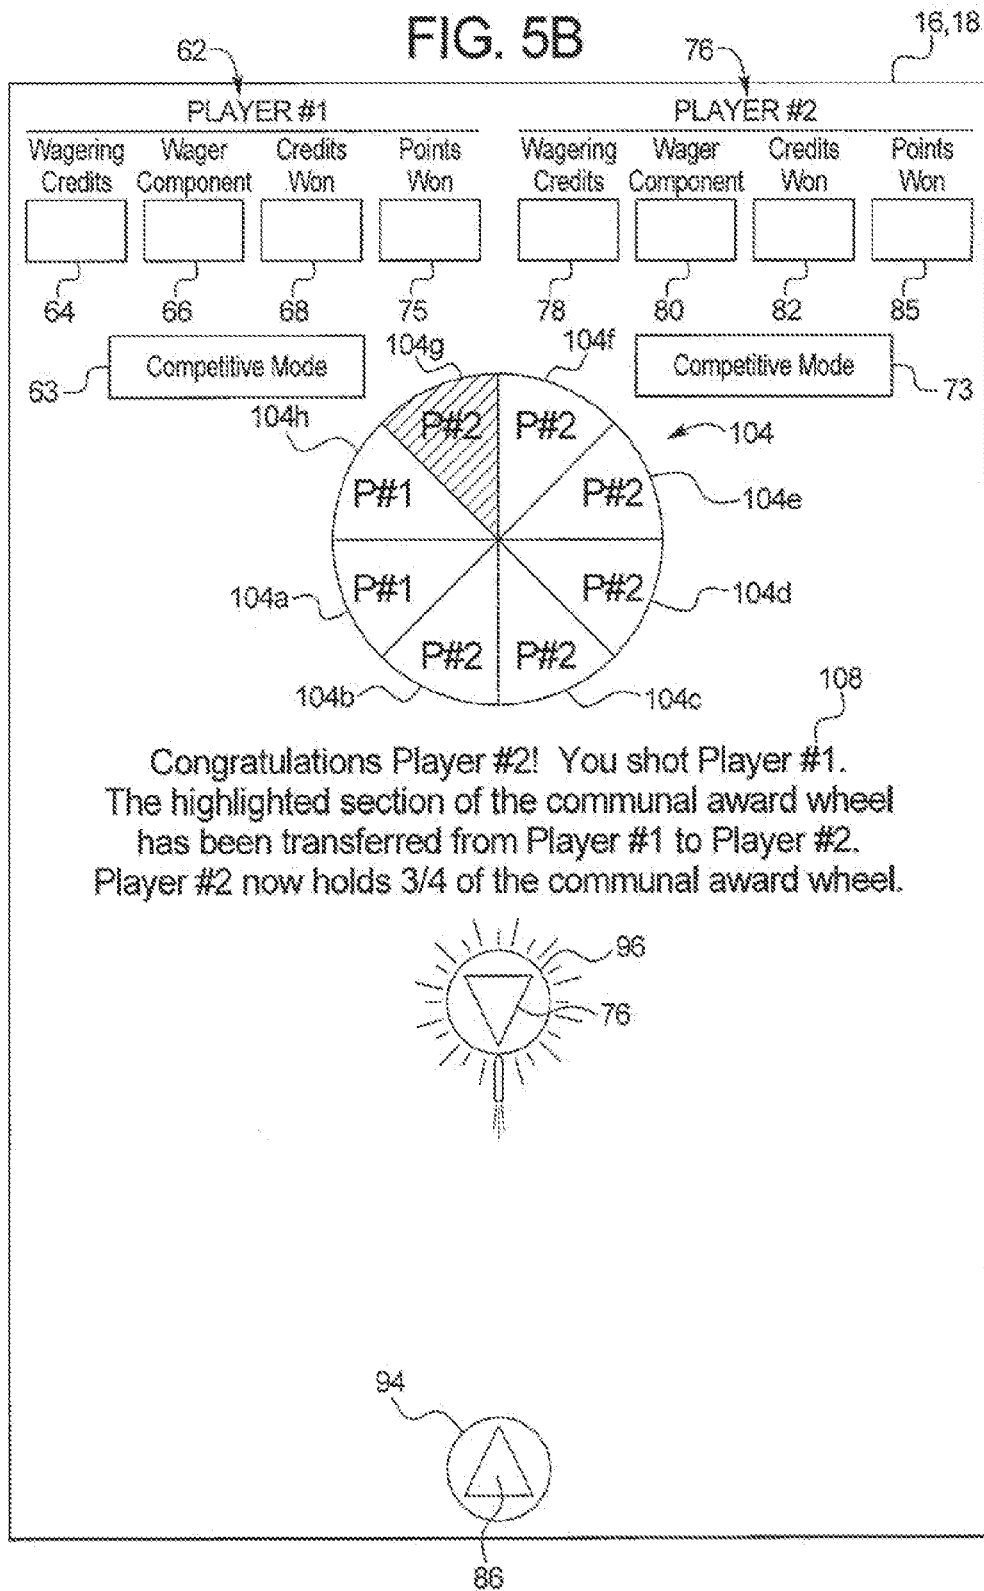 FIG. 5B
16,18
62
76
PLAYER #1
PLAYER #2
Wagering Credits
Wager Component
Credits Won
Points Won
Wagering Credits
Wager Component
Credits Won
Points Won
64
66
68
75
78
80
82
85
Competitive Mode
Competitive Mode
63
73
104g
104f
104h
104
P#2
P#2
P#1
P#2
104e
P#1
P#2
104a
104d
P#2
P#2
104b
104c
108
Congratulations Player #2! You shot Player #1.
The highlighted section of the communal award wheel
has been transferred from Player #1 to Player #2.
Player #2 now holds 3/4 of the communal award wheel.
96
76
94
86